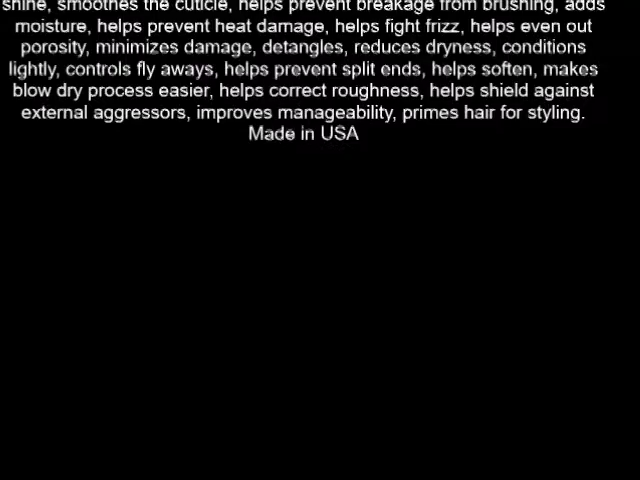 shine, smoothes the cuticle, helps prevent breakage from brushing, adds
moisture, helps prevent heat damage, helps fight frizz, helps even out
porosity, minimizes damage, detangles, reduces dryness, conditions
lightly, controls fly aways, helps prevent split ends, helps soften, makes
blow dry process easier, helps correct roughness, helps shield against
external aggressors, improves manageability, primes hair for styling.
Made in USA